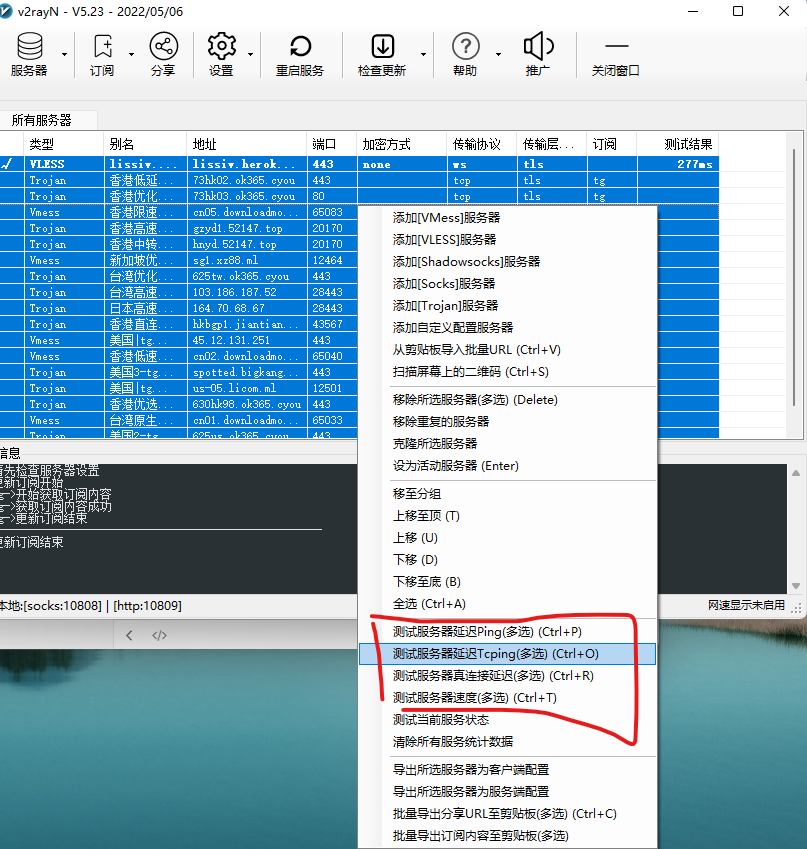 v2rayN - V5.23 - 2022/05/06
服务器 订阅 分享 设置 重启服务 检查更新 帮助 推广 关闭窗口
所有服务器
类型 别名 地址 端口 加密方式 传输协议 传输层... 订阅 测试结果
VLESS lissiv.... lissiv.herok... 443 none ws tls 277ms
Trojan 香港低延... 73hk02.ok365.cyou 443 tcp tls tg
Trojan 香港优化... 73hk03.ok365.cyou 80 tcp tls tg
Vmess 香港限速... cn05.downloadmo... 65083
Trojan 香港高速... gzyd1.52147.top 20170
Trojan 香港中转... hnyd.52147.top 20170
Vmess 新加坡优... sg1.xz88.ml 12464
Trojan 台湾优化... 625tw.ok365.cyou 443
Trojan 台湾高速... 103.186.187.52 28443
Trojan 日本高速... 164.70.68.67 28443
Trojan 香港直连... hkbgp1.jiantian... 43567
Vmess 美国|tg... 45.12.131.251 443
Vmess 香港低速... cn02.downloadmo... 65040
Trojan 美国3-tg... spotted.bigkang... 443
Trojan 美国|tg... us-05.licom.ml 12501
Trojan 香港优选... 630hk98.ok365.cyou 443
Vmess 台湾原生... cn01.downloadmo... 65033
Trojan 美国2-tg... 625us.ok365.cyou 443
添加[VMess]服务器
添加[VLESS]服务器
添加[Shadowsocks]服务器
添加[Socks]服务器
添加[Trojan]服务器
添加自定义配置服务器
从剪贴板导入批量URL (Ctrl+V)
扫描屏幕上的二维码 (Ctrl+S)
移除所选服务器(多选) (Delete)
移除重复的服务器
克隆所选服务器
设为活动服务器 (Enter)
移至分组
上移至顶 (T)
上移 (U)
下移 (D)
下移至底 (B)
全选 (Ctrl+A)
测试服务器延迟Ping(多选) (Ctrl+P)
测试服务器延迟Tcping(多选) (Ctrl+O)
测试服务器真连接延迟(多选) (Ctrl+R)
测试服务器速度(多选) (Ctrl+T)
测试当前服务状态
清除所有服务统计数据
导出所选服务器为客户端配置
导出所选服务器为服务端配置
批量导出分享URL至剪贴板(多选) (Ctrl+C)
批量导出订阅内容至剪贴板(多选)
信息
请先检查服务器设置
更新订阅开始
->开始获取订阅内容
->获取订阅内容成功
->更新订阅结束
更新订阅结束
本地:[socks:10808] | [http:10809]
网速显示未启用